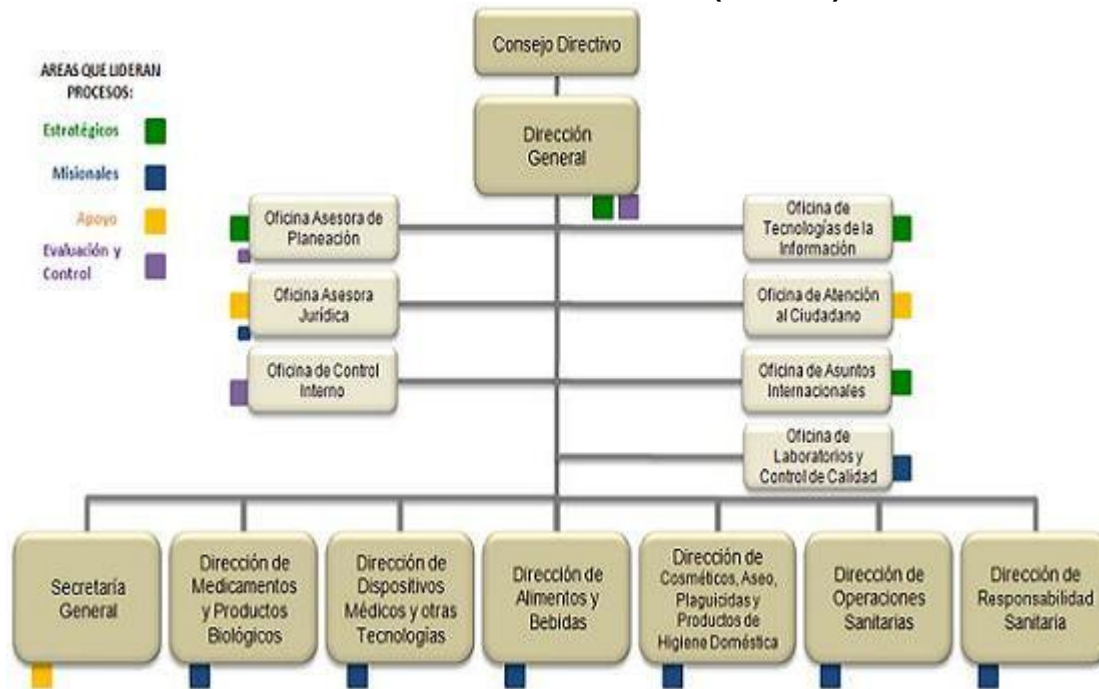 Consejo Directivo
AREAS QUE LIDERAN
PROCESOS:
Estratégicos
Misionales
Apoyo
Evaluación y
Control
Dirección
General
Oficina Asesora de
Planeación
Oficina de
Tecnologías de la
Información
Oficina Asesora
Jurídica
Oficina de Atención
al Ciudadano
Oficina de Control
Interno
Oficina de Asuntos
Internacionales
Oficina de
Laboratorios y
Control de Calidad
Secretaría
General
Dirección de
Medicamentos
y Productos
Biológicos
Dirección de
Dispositivos
Médicos y otras
Tecnologías
Dirección de
Alimentos y
Bebidas
Dirección de
Cosméticos, Aseo,
Plaguicidas y
Productos de
Higiene Doméstica
Dirección de
Operaciones
Sanitarias
Dirección de
Responsabilidad
Sanitaria